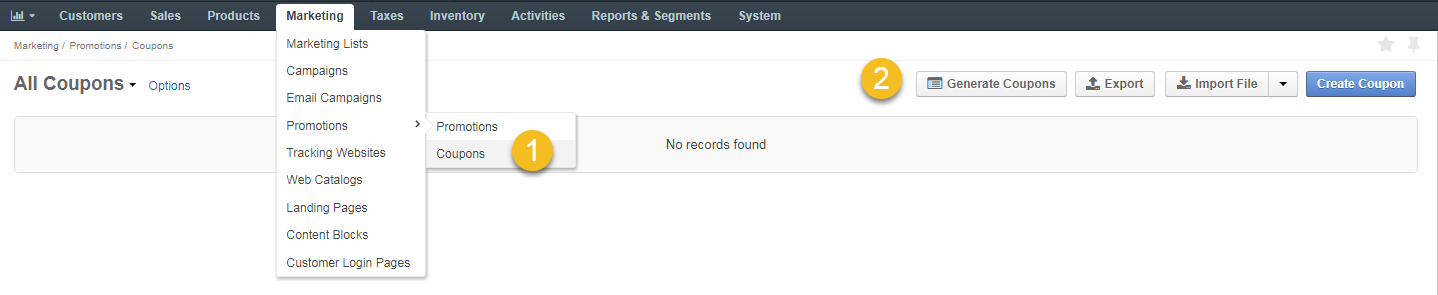 Customers Sales Products Marketing Taxes Inventory Activities Reports & Segments System
Marketing / Promotions / Coupons
All Coupons Options
2
Generate Coupons Export Import File Create Coupon
Marketing Lists
Campaigns
Email Campaigns
Promotions
Tracking Websites
Web Catalogs
Landing Pages
Content Blocks
Customer Login Pages
Promotions
Coupons
1
No records found